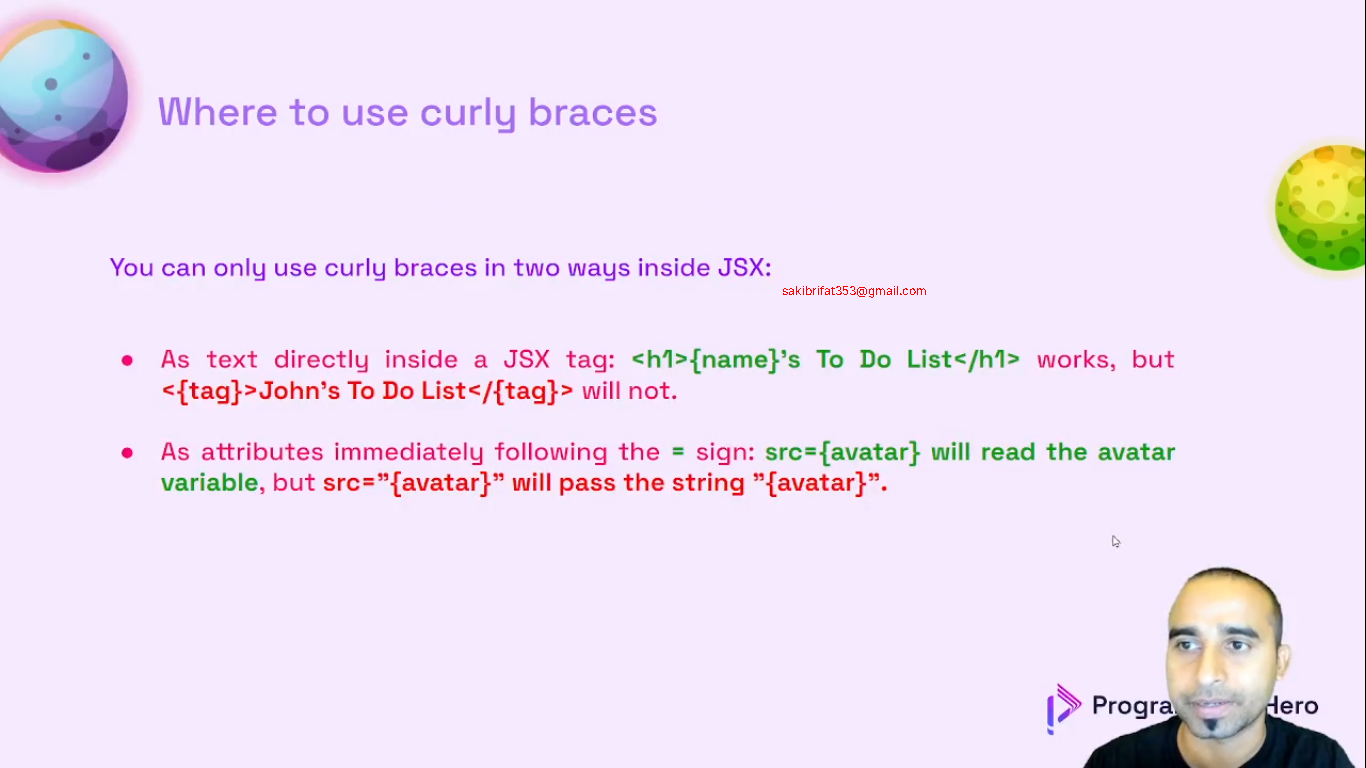 Where to use curly braces
You can only use curly braces in two ways inside JSX:
sakibrifat353@gmail.com
● As text directly inside a JSX tag: <h1>{name}’s To Do List</h1> works, but
<{tag}>John’s To Do List</{tag}> will not.
● As attributes immediately following the = sign: src={avatar} will read the avatar
variable, but src=”{avatar}” will pass the string ”{avatar}”.
Hero